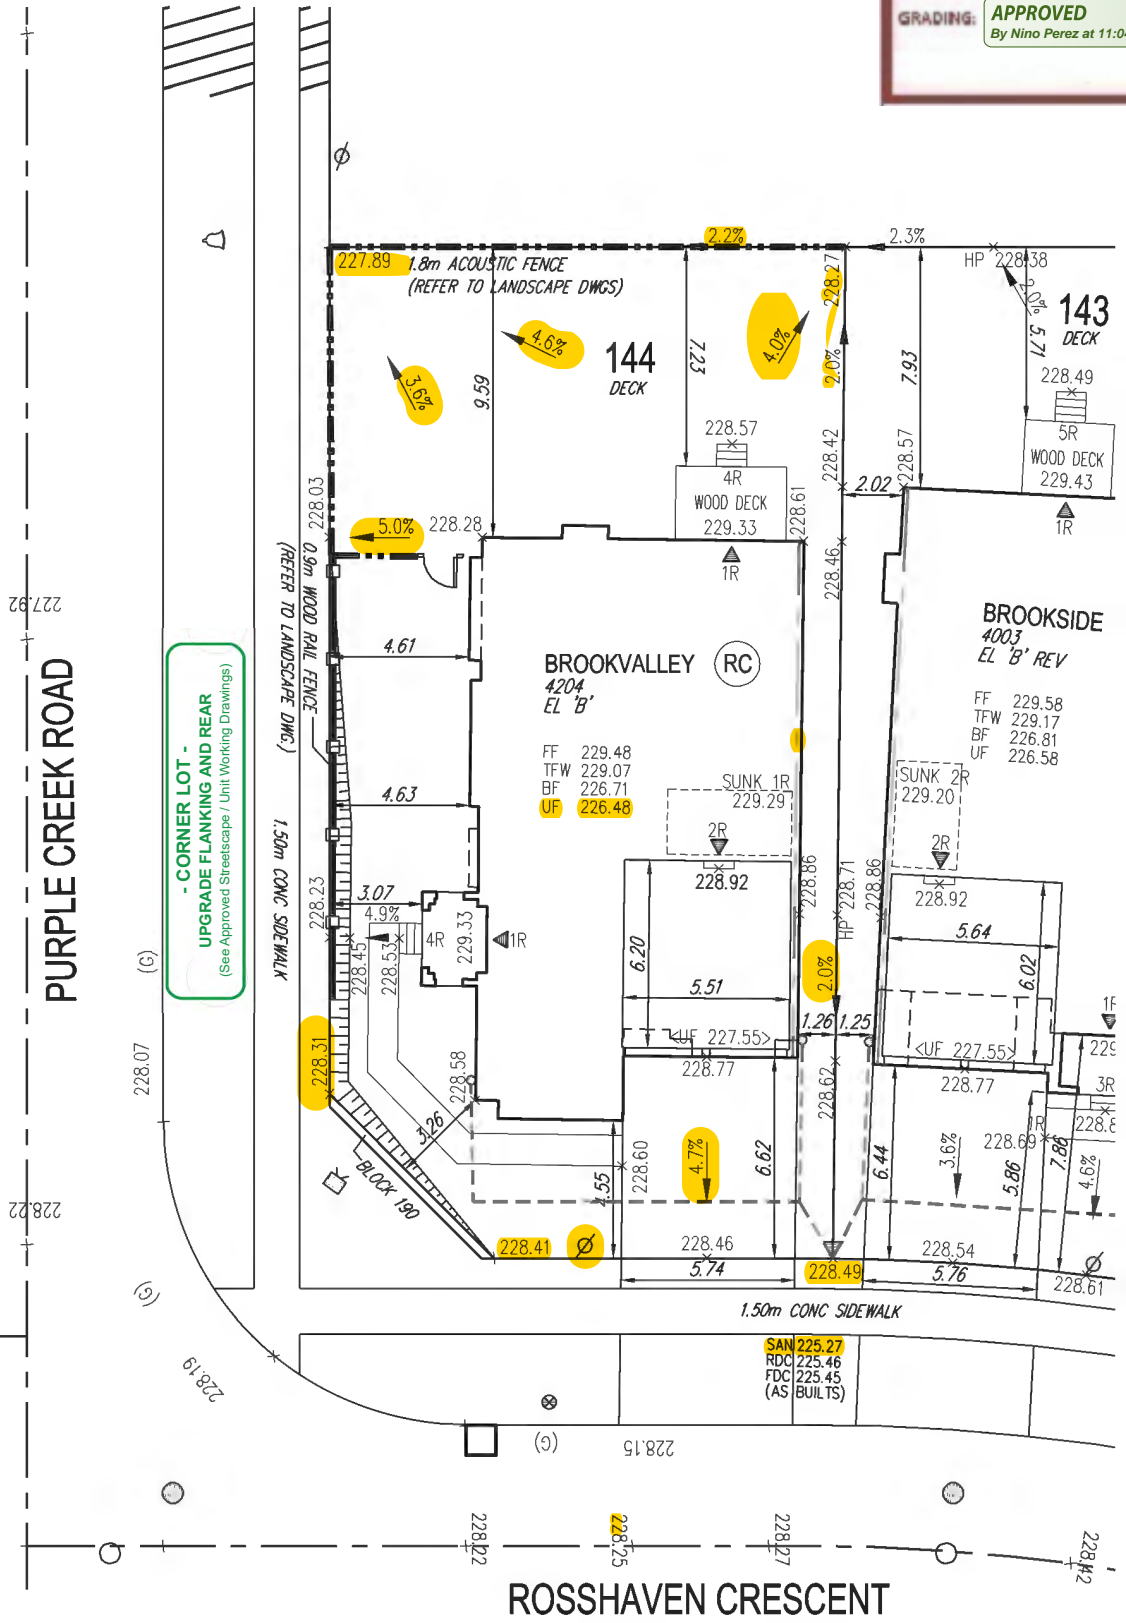 GRADING:
APPROVED
By Nino Perez at 11:04
2.2%
2.3%
227.89
1.8m ACOUSTIC FENCE
(REFER TO LANDSCAPE DWGS)
228.27
HP 228.38
2.0%
5.71
143
DECK
4.6%
4.0%
2.0%
144
DECK
7.23
7.93
3.6%
9.59
228.49
5R
WOOD DECK
229.43
1R
228.57
4R
WOOD DECK
229.33
1R
228.42
228.57
2.02
228.61
228.46
228.03
5.0%
228.28
0.9m WOOD RAIL FENCE
(REFER TO LANDSCAPE DWG.)
227.92
4.61
BROOKVALLEY
RC
4204
EL 'B'
BROOKSIDE
4003
EL 'B' REV
FF 229.48
TFW 229.07
BF 226.71
UF 226.48
FF 229.58
TFW 229.17
BF 226.81
UF 226.58
PURPLE CREEK ROAD
- CORNER LOT -
UPGRADE FLANKING AND REAR
(See Approved Streetscape / Unit Working Drawings)
4.63
1.50m CONC SIDEWALK
SUNK 1R
229.29
2R
228.92
SUNK 2R
229.20
2R
228.92
228.86
228.71
HP
228.86
228.23
3.07
4.9%
228.45
228.53
4R
229.33
1R
6.20
5.51
2.0%
5.64
6.02
1.26
1.25
<UF 227.55>
228.77
<UF 227.55>
228.77
(G)
228.07
228.31
228.58
228.62
1R
229
3R
228.8
1R
228.69
3.26
BLOCK 190
4.55
228.60
4.7%
6.62
6.44
3.6%
5.86
7.86
4.6%
228.22
228.41
228.46
5.74
228.49
228.54
5.76
228.61
(G)
1.50m CONC SIDEWALK
SAN 225.27
RDC 225.46
FDC 225.45
(AS BUILTS)
228.19
(G)
228.15
228.22
228.25
228.27
228.42
ROSSHAVEN CRESCENT